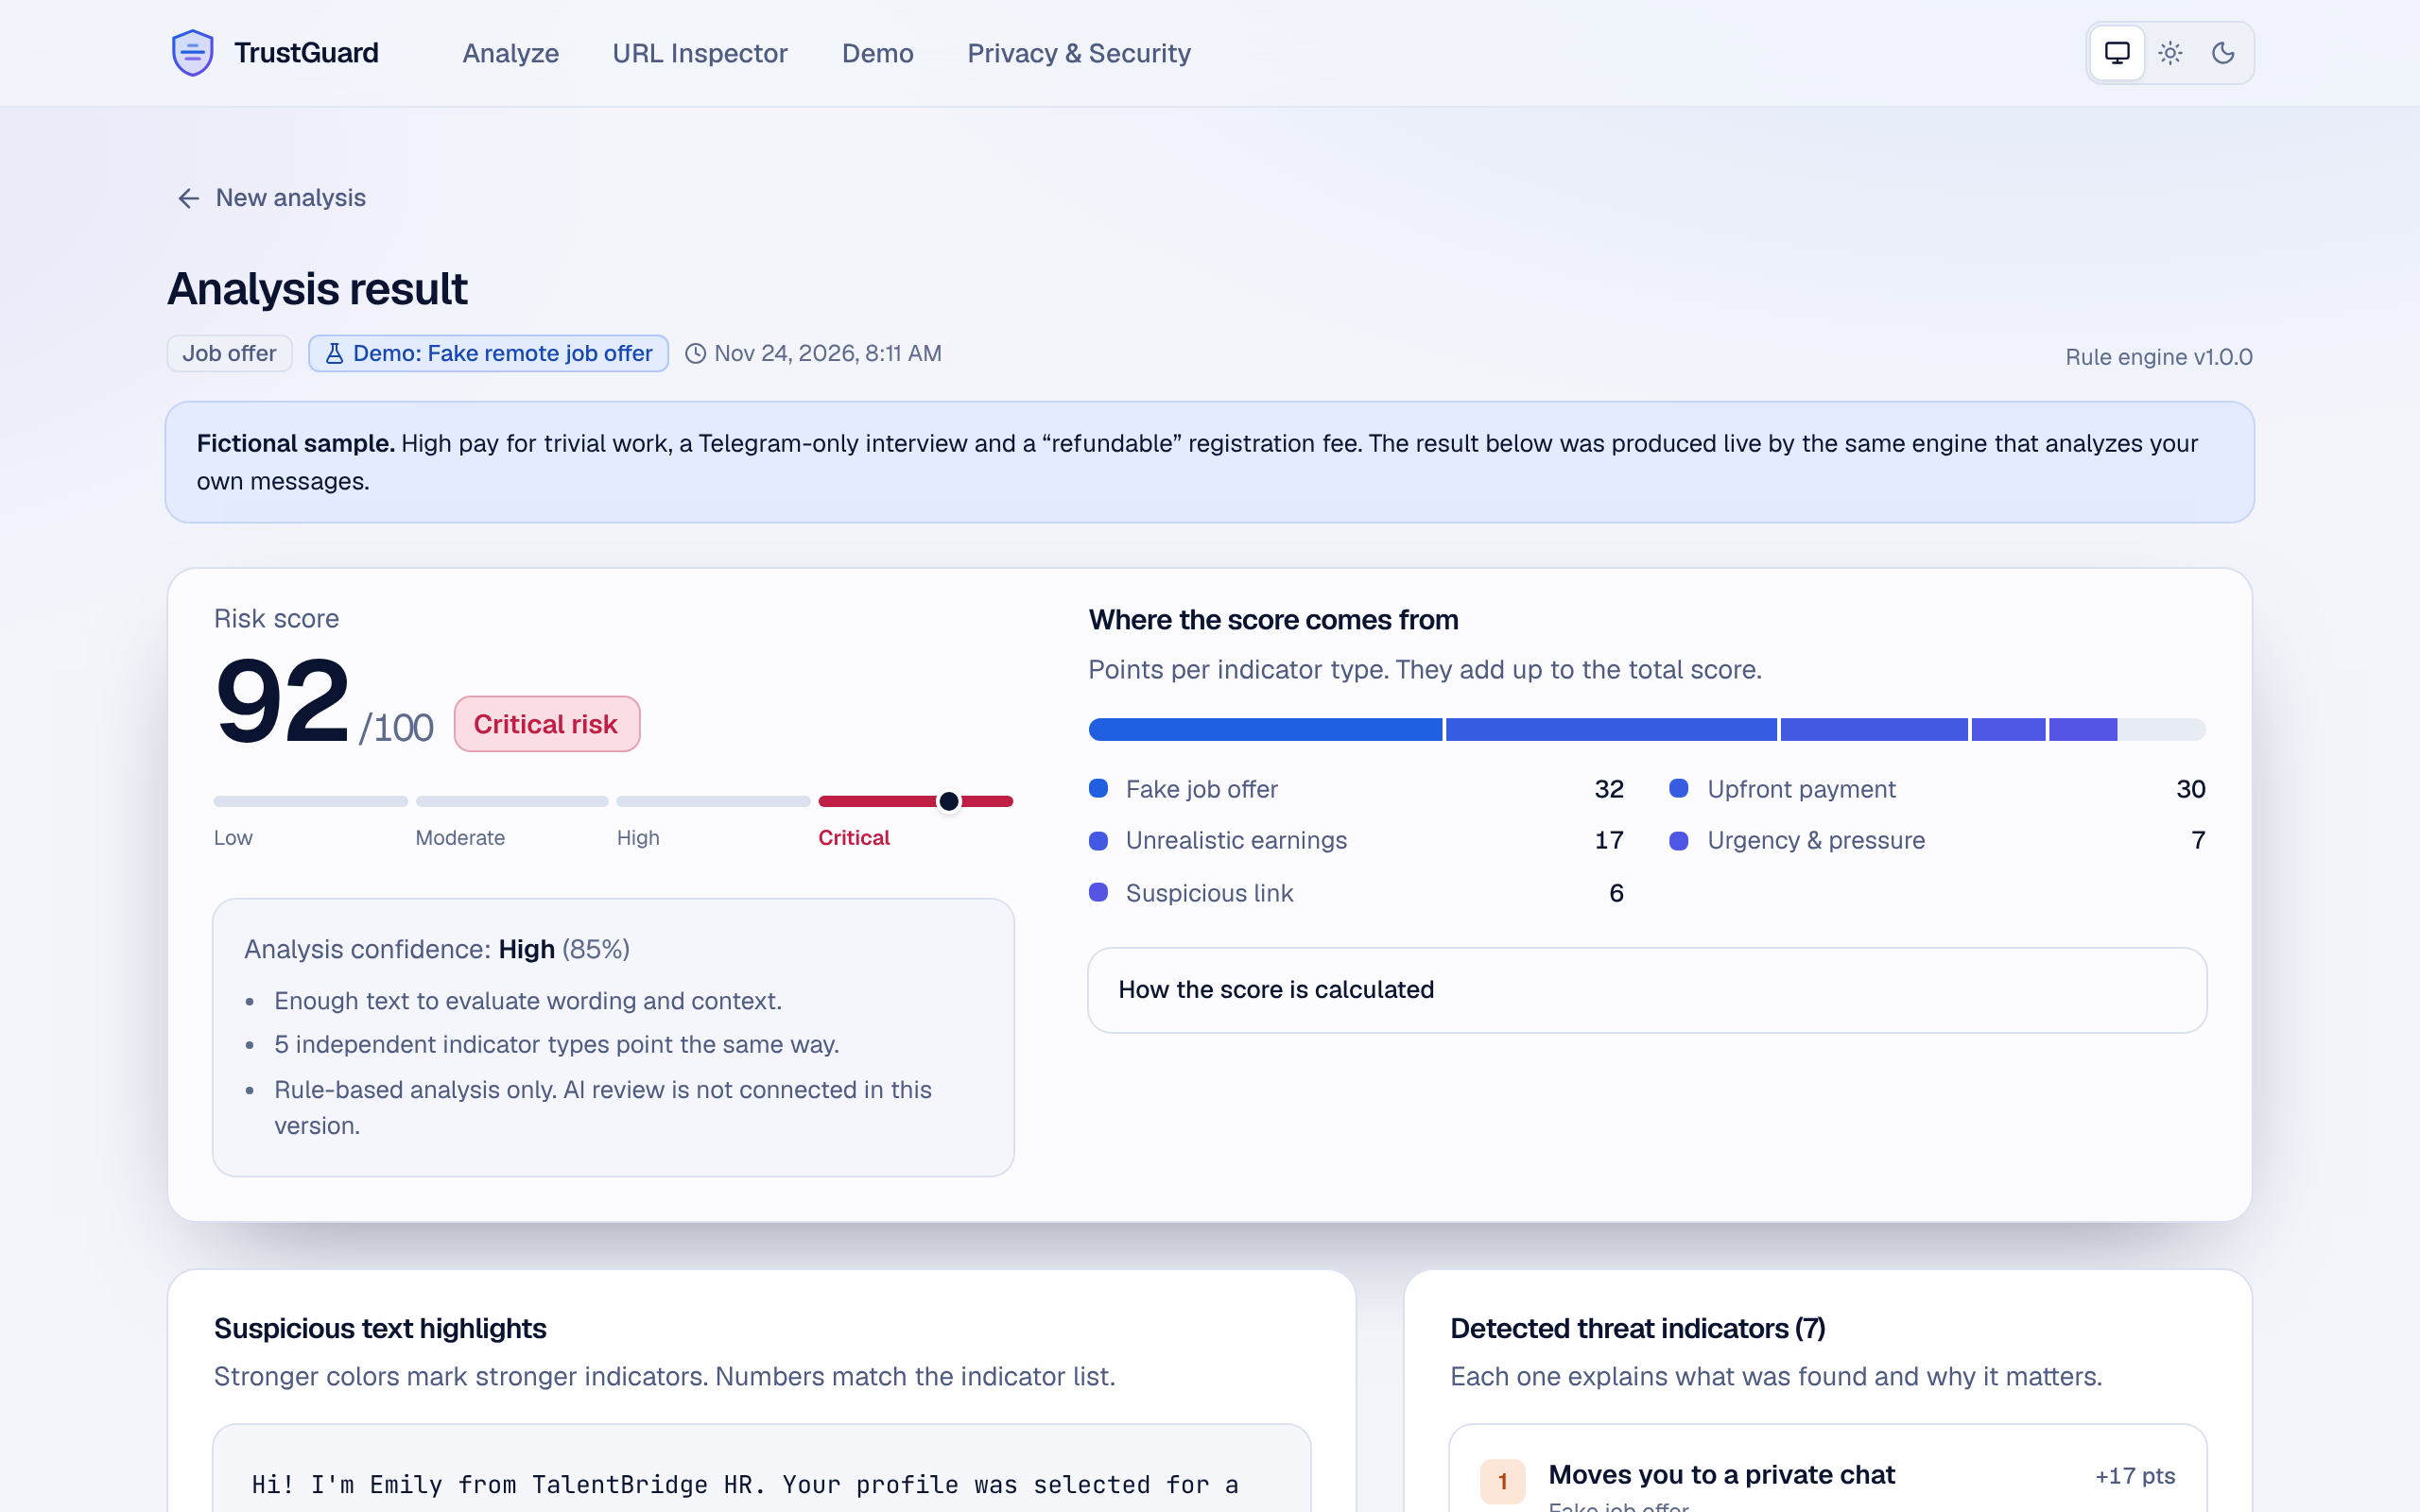 TrustGuard
Analyze
URL Inspector
Demo
Privacy & Security
New analysis
Analysis result
Job offer
Demo: Fake remote job offer
Nov 24, 2026, 8:11 AM
Rule engine v1.0.0
Fictional sample. High pay for trivial work, a Telegram-only interview and a “refundable” registration fee. The result below was produced live by the same engine that analyzes your
own messages.
Risk score
92 /100
Critical risk
Low
Moderate
High
Critical
Analysis confidence: High (85%)
• Enough text to evaluate wording and context.
• 5 independent indicator types point the same way.
• Rule-based analysis only. AI review is not connected in this
version.
Where the score comes from
Points per indicator type. They add up to the total score.
Fake job offer 32
Upfront payment 30
Unrealistic earnings 17
Urgency & pressure 7
Suspicious link 6
How the score is calculated
Suspicious text highlights
Stronger colors mark stronger indicators. Numbers match the indicator list.
Hi! I'm Emily from TalentBridge HR. Your profile was selected for a
Detected threat indicators (7)
Each one explains what was found and why it matters.
1 Moves you to a private chat +17 pts
Fake job offer